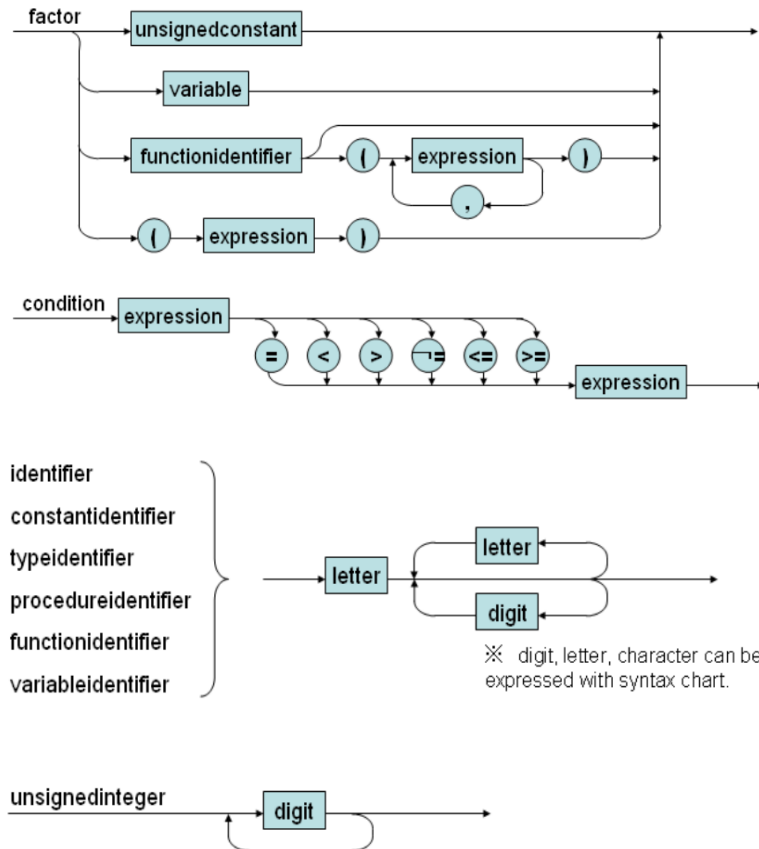 factor
unsignedconstant
variable
functionidentifier ( expression )
,
( expression )
condition
expression
= < > ¬= <= >=
expression
identifier
constantidentifier
typeidentifier
procedureidentifier
functionidentifier
variableidentifier
letter
letter
digit
※ digit, letter, character can be
expressed with syntax chart.
unsignedinteger
digit